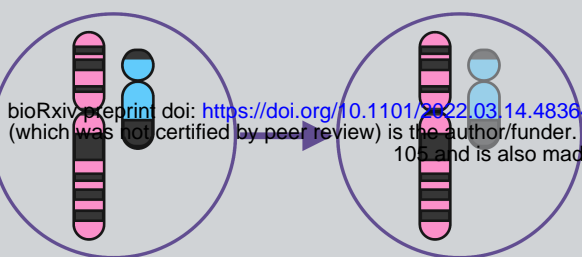 bioRxiv preprint doi: https://doi.org/10.1101/2022.03.14.4836
(which was not certified by peer review) is the author/funder.
105 and is also mad